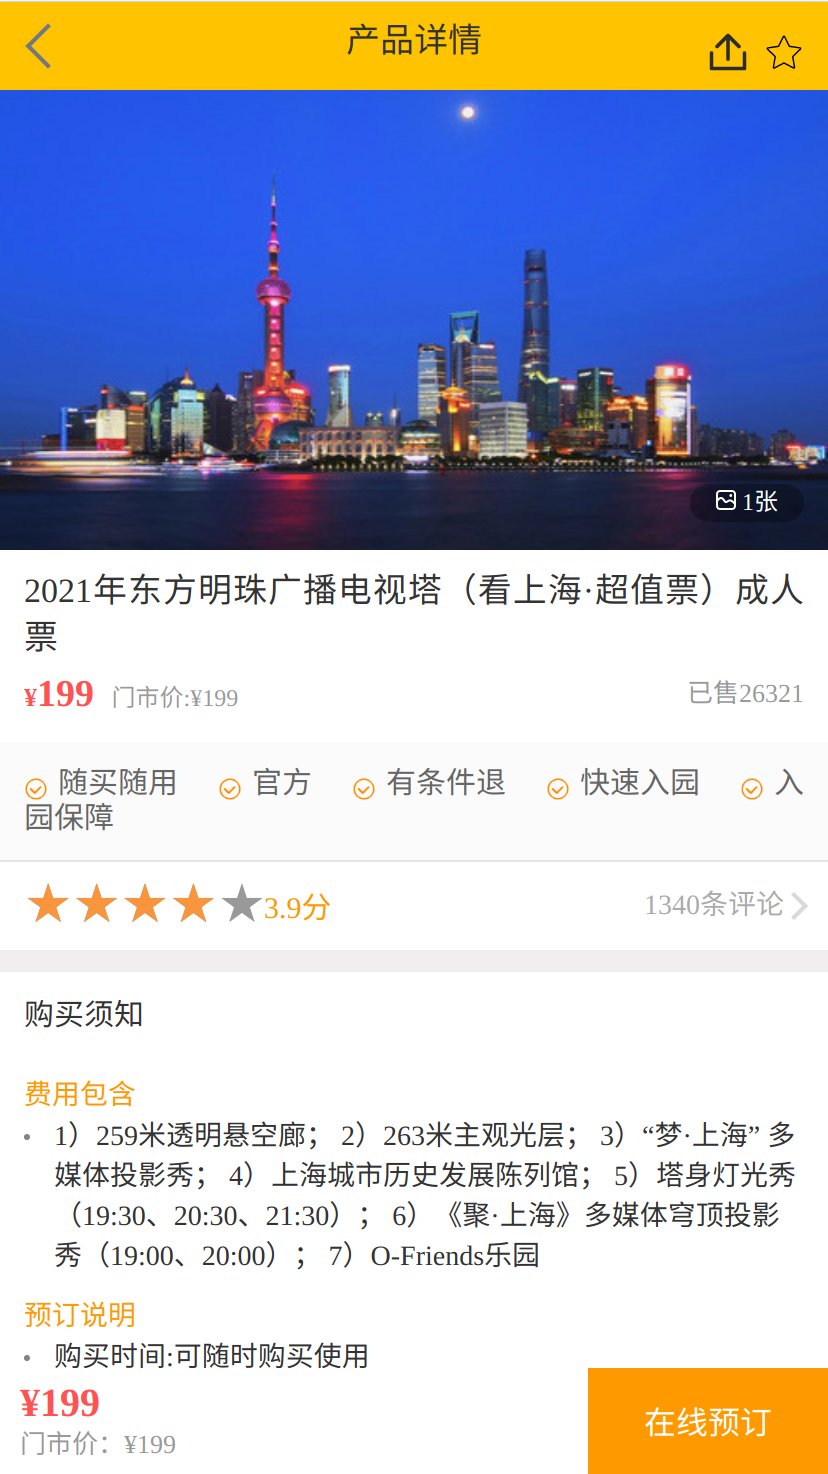 产品详情
1张
2021年东方明珠广播电视塔（看上海·超值票）成人
票
¥199 门市价:¥199 已售26321
随买随用 官方 有条件退 快速入园 入
园保障
3.9分 1340条评论
购买须知
费用包含
1）259米透明悬空廊； 2）263米主观光层； 3）“梦·上海” 多
媒体投影秀； 4）上海城市历史发展陈列馆； 5）塔身灯光秀
（19:30、20:30、21:30）； 6）《聚·上海》多媒体穹顶投影
秀（19:00、20:00）； 7）O-Friends乐园
预订说明
购买时间:可随时购买使用
¥199
门市价：¥199
在线预订